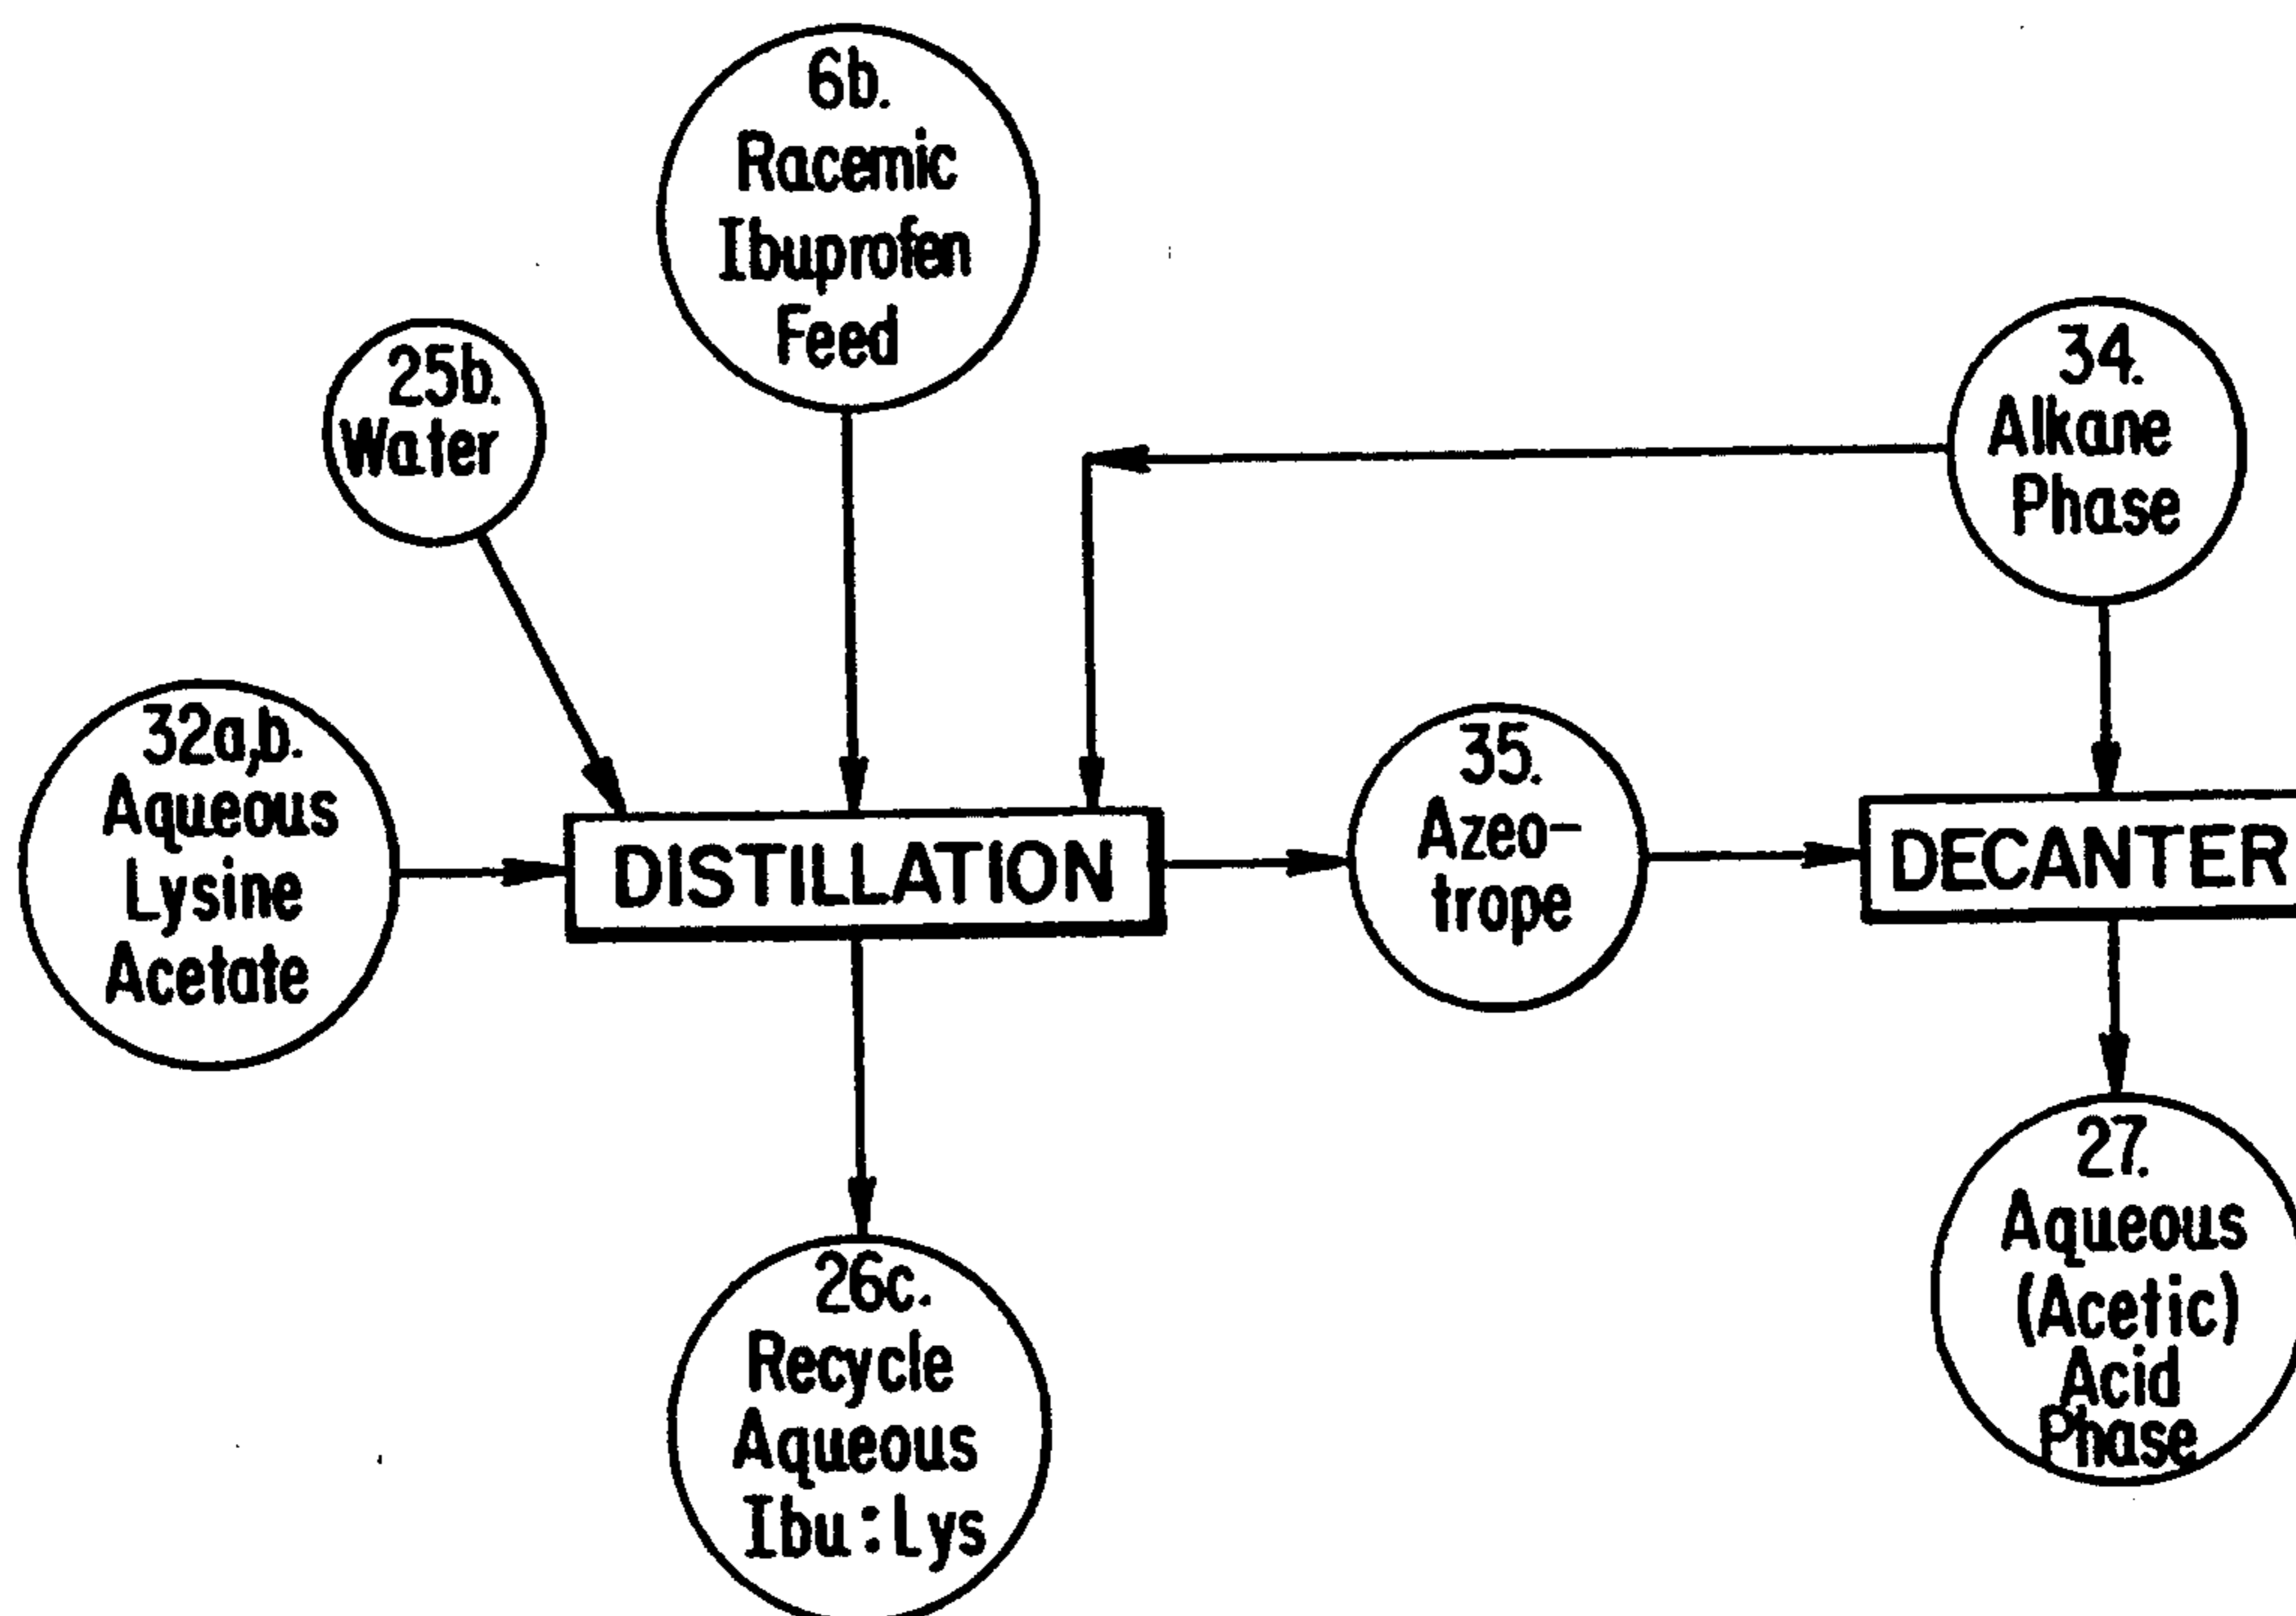 6b.
Racemic
Ibuprofen
Feed
25b.
Water
34.
Alkane
Phase
32a,b.
Aqueous
Lysine
Acetate
DISTILLATION
35.
Azeo-
trope
DECANTER
26c.
Recycle
Aqueous
Ibu:Lys
27.
Aqueous
(Acetic)
Acid
Phase